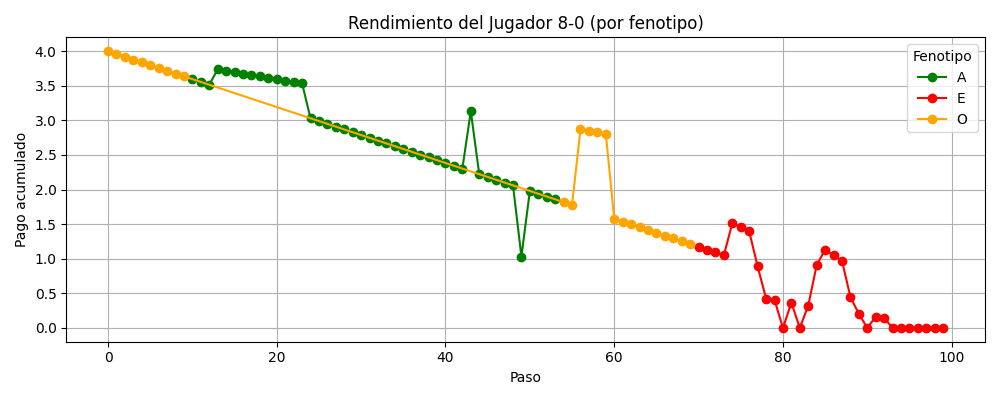 Rendimiento del Jugador 8-0 (por fenotipo)
Pago acumulado
4.0
3.5
3.0
2.5
2.0
1.5
1.0
0.5
0.0
0 20 40 60 80 100
Paso
Fenotipo
A
E
O